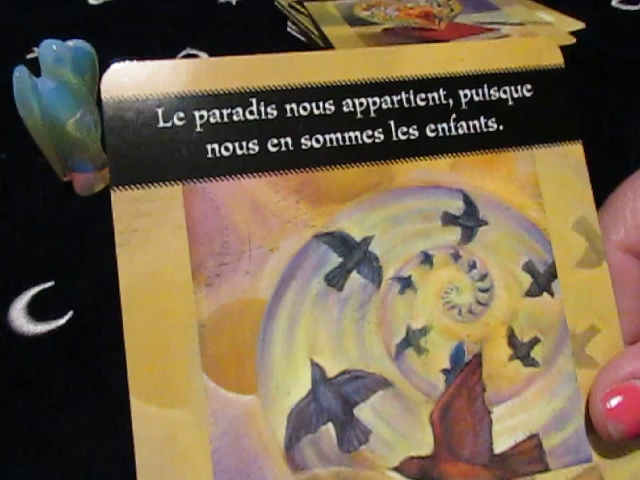 Le paradis nous appartient, puisque
nous en sommes les enfants.